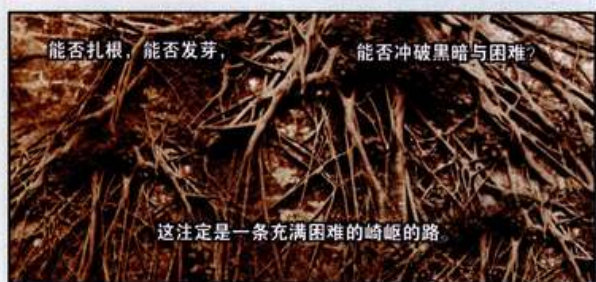 能否扎根，能否发芽，
能否冲破黑暗与困难？
这注定是一条充满困难的崎岖的路。